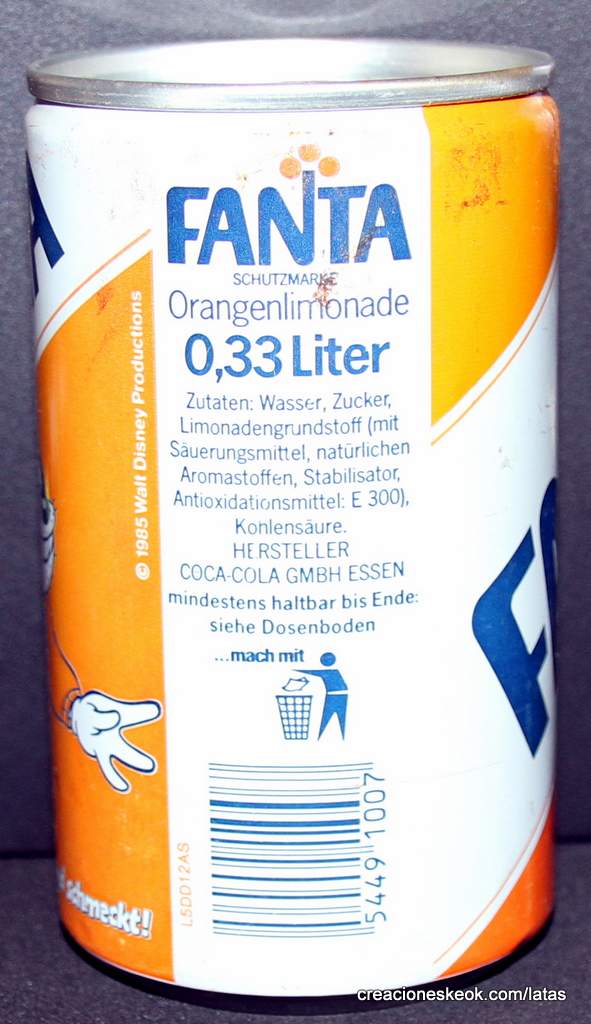 FANTA
SCHUTZMARKE
Orangenlimonade
0,33 Liter
Zutaten: Wasser, Zucker,
Limonadengrundstoff (mit
Säuerungsmittel, natürlichen
Aromastoffen, Stabilisator,
Antioxidationsmittel: E 300),
Kohlensäure.
HERSTELLER
COCA-COLA GMBH ESSEN
mindestens haltbar bis Ende:
siehe Dosenboden
...mach mit
5449 1007
L5DD12AS
© 1985 Walt Disney Productions
schmeckt!
creacioneskeok.com/latas